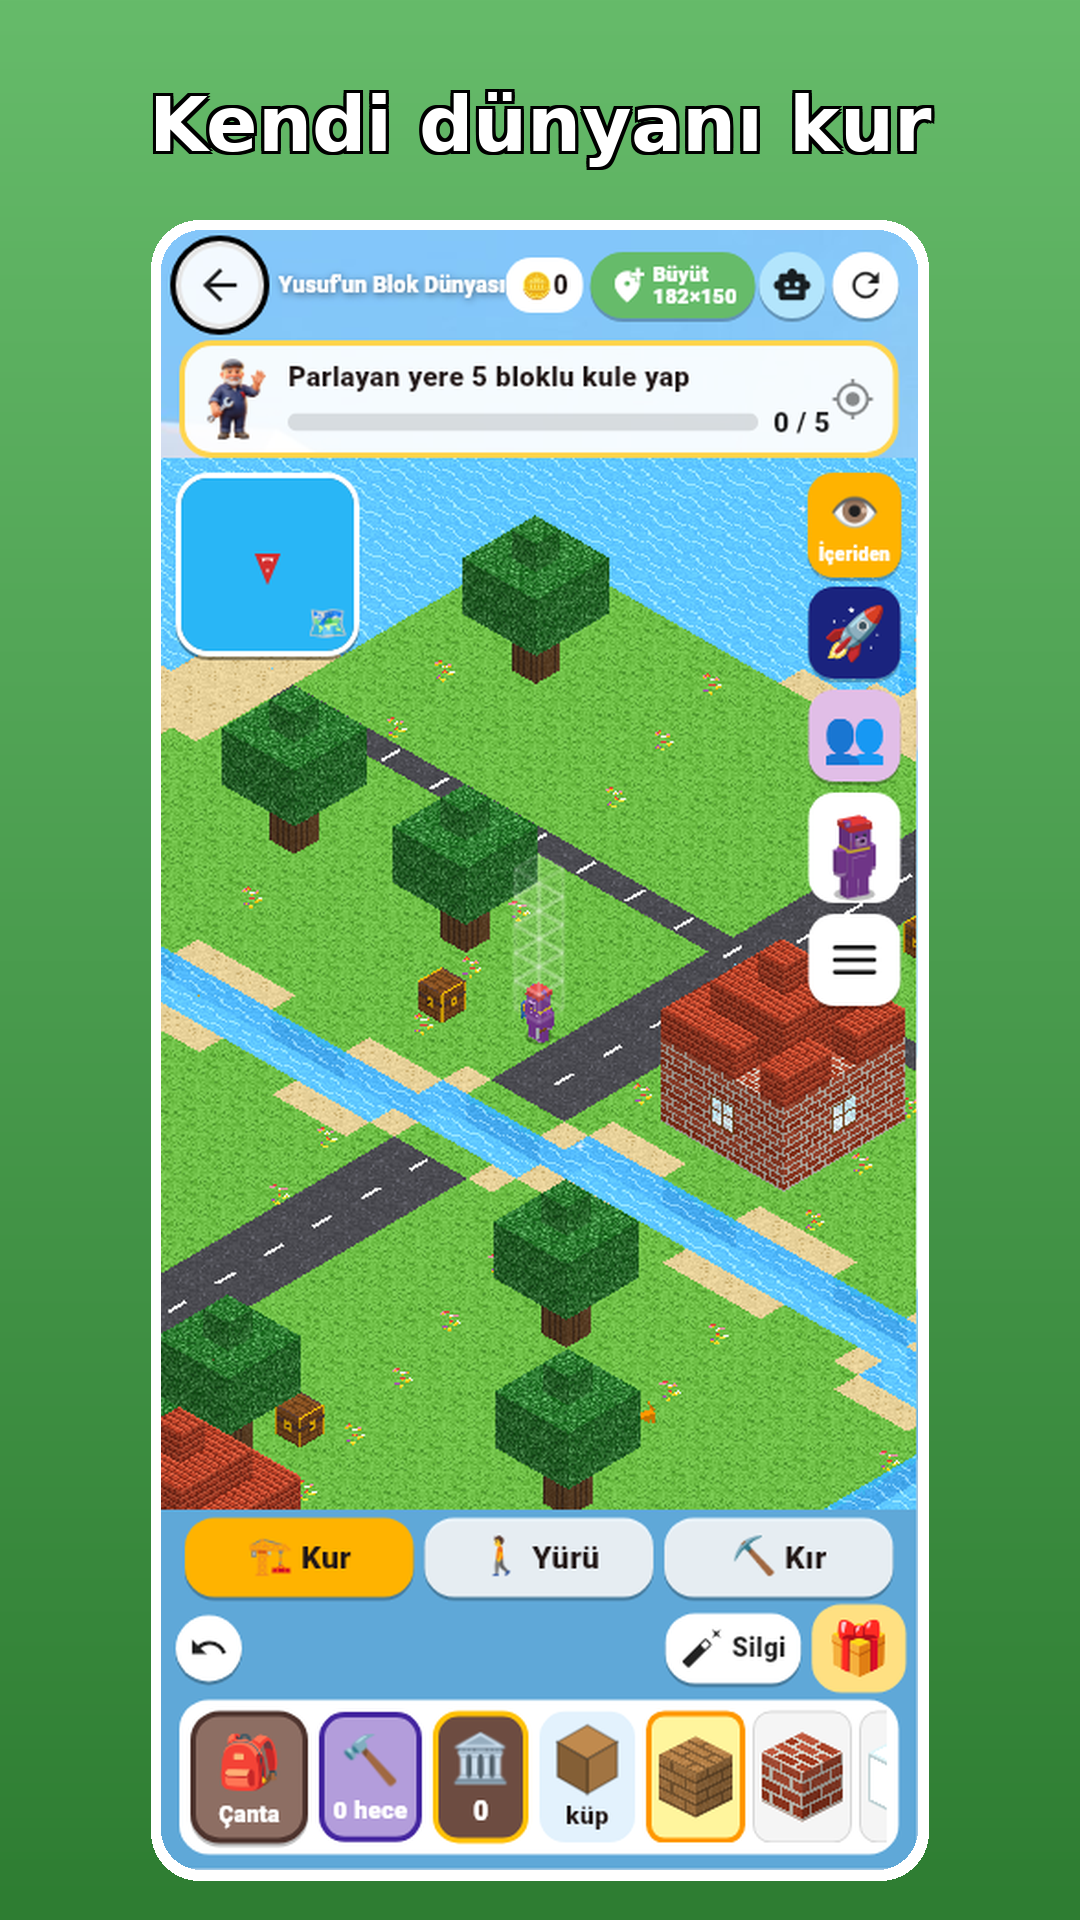 Kendi dünyanı kur
Yusuf'un Blok Dünyası
0
Büyüt
182×150
Parlayan yere 5 bloklu kule yap
0 / 5
İçeriden
Kur
Yürü
Kır
Silgi
Çanta
0 hece
0
küp